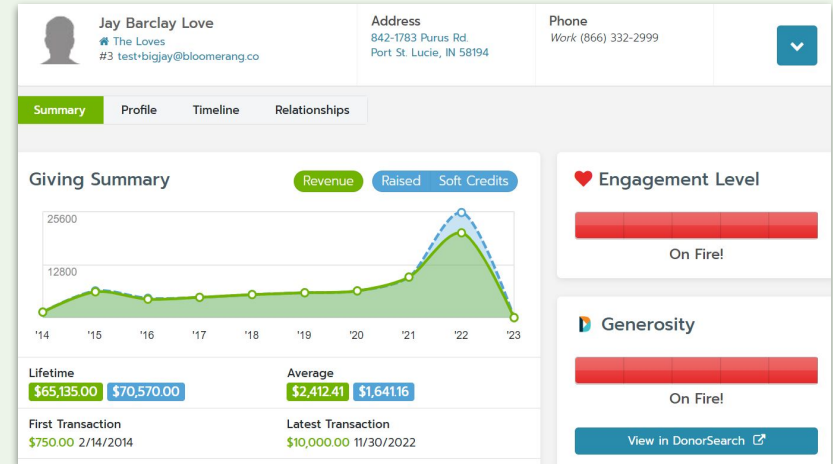 Jay Barclay Love
The Loves
#3 test+bigjay@bloomerang.co
Address
842-1783 Purus Rd.
Port St. Lucie, IN 58194
Phone
Work (866) 332-2999
Summary Profile Timeline Relationships
Giving Summary
Revenue Raised Soft Credits
25600
12800
'14 '15 '16 '17 '18 '19 '20 '21 '22 '23
Lifetime
$65,135.00 $70,570.00
Average
$2,412.41 $1,641.16
First Transaction
$750.00 2/14/2014
Latest Transaction
$10,000.00 11/30/2022
Engagement Level
On Fire!
Generosity
On Fire!
View in DonorSearch